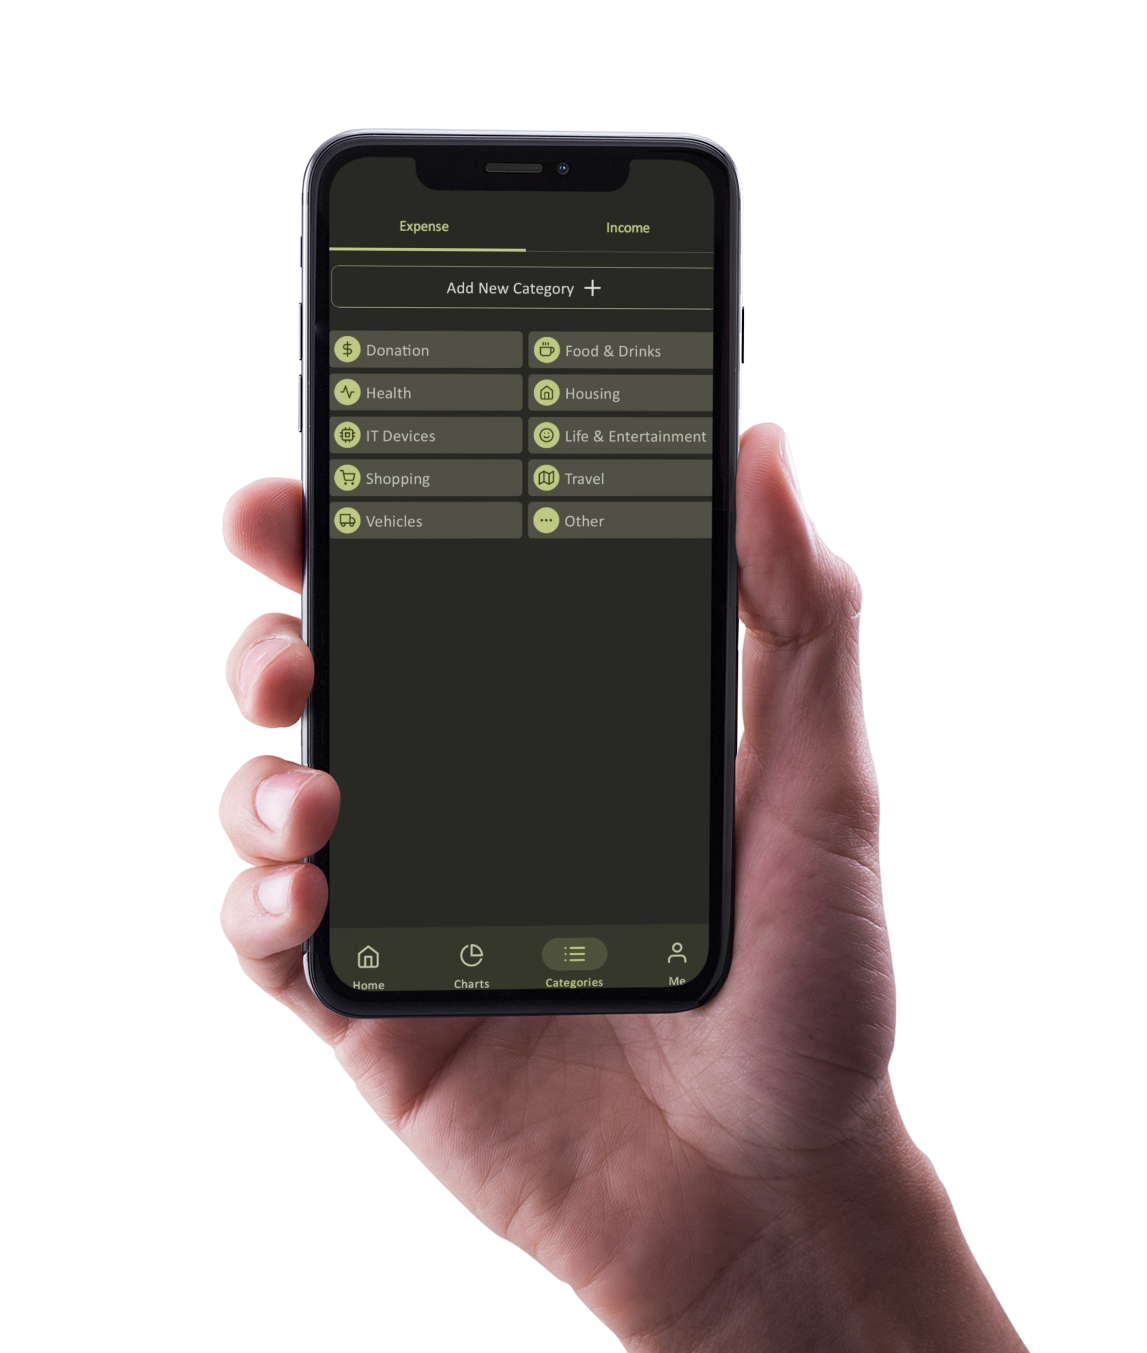 Expense Income
Add New Category
Donation Food & Drinks
Health Housing
IT Devices Life & Entertainment
Shopping Travel
Vehicles Other
Home Charts Categories Me